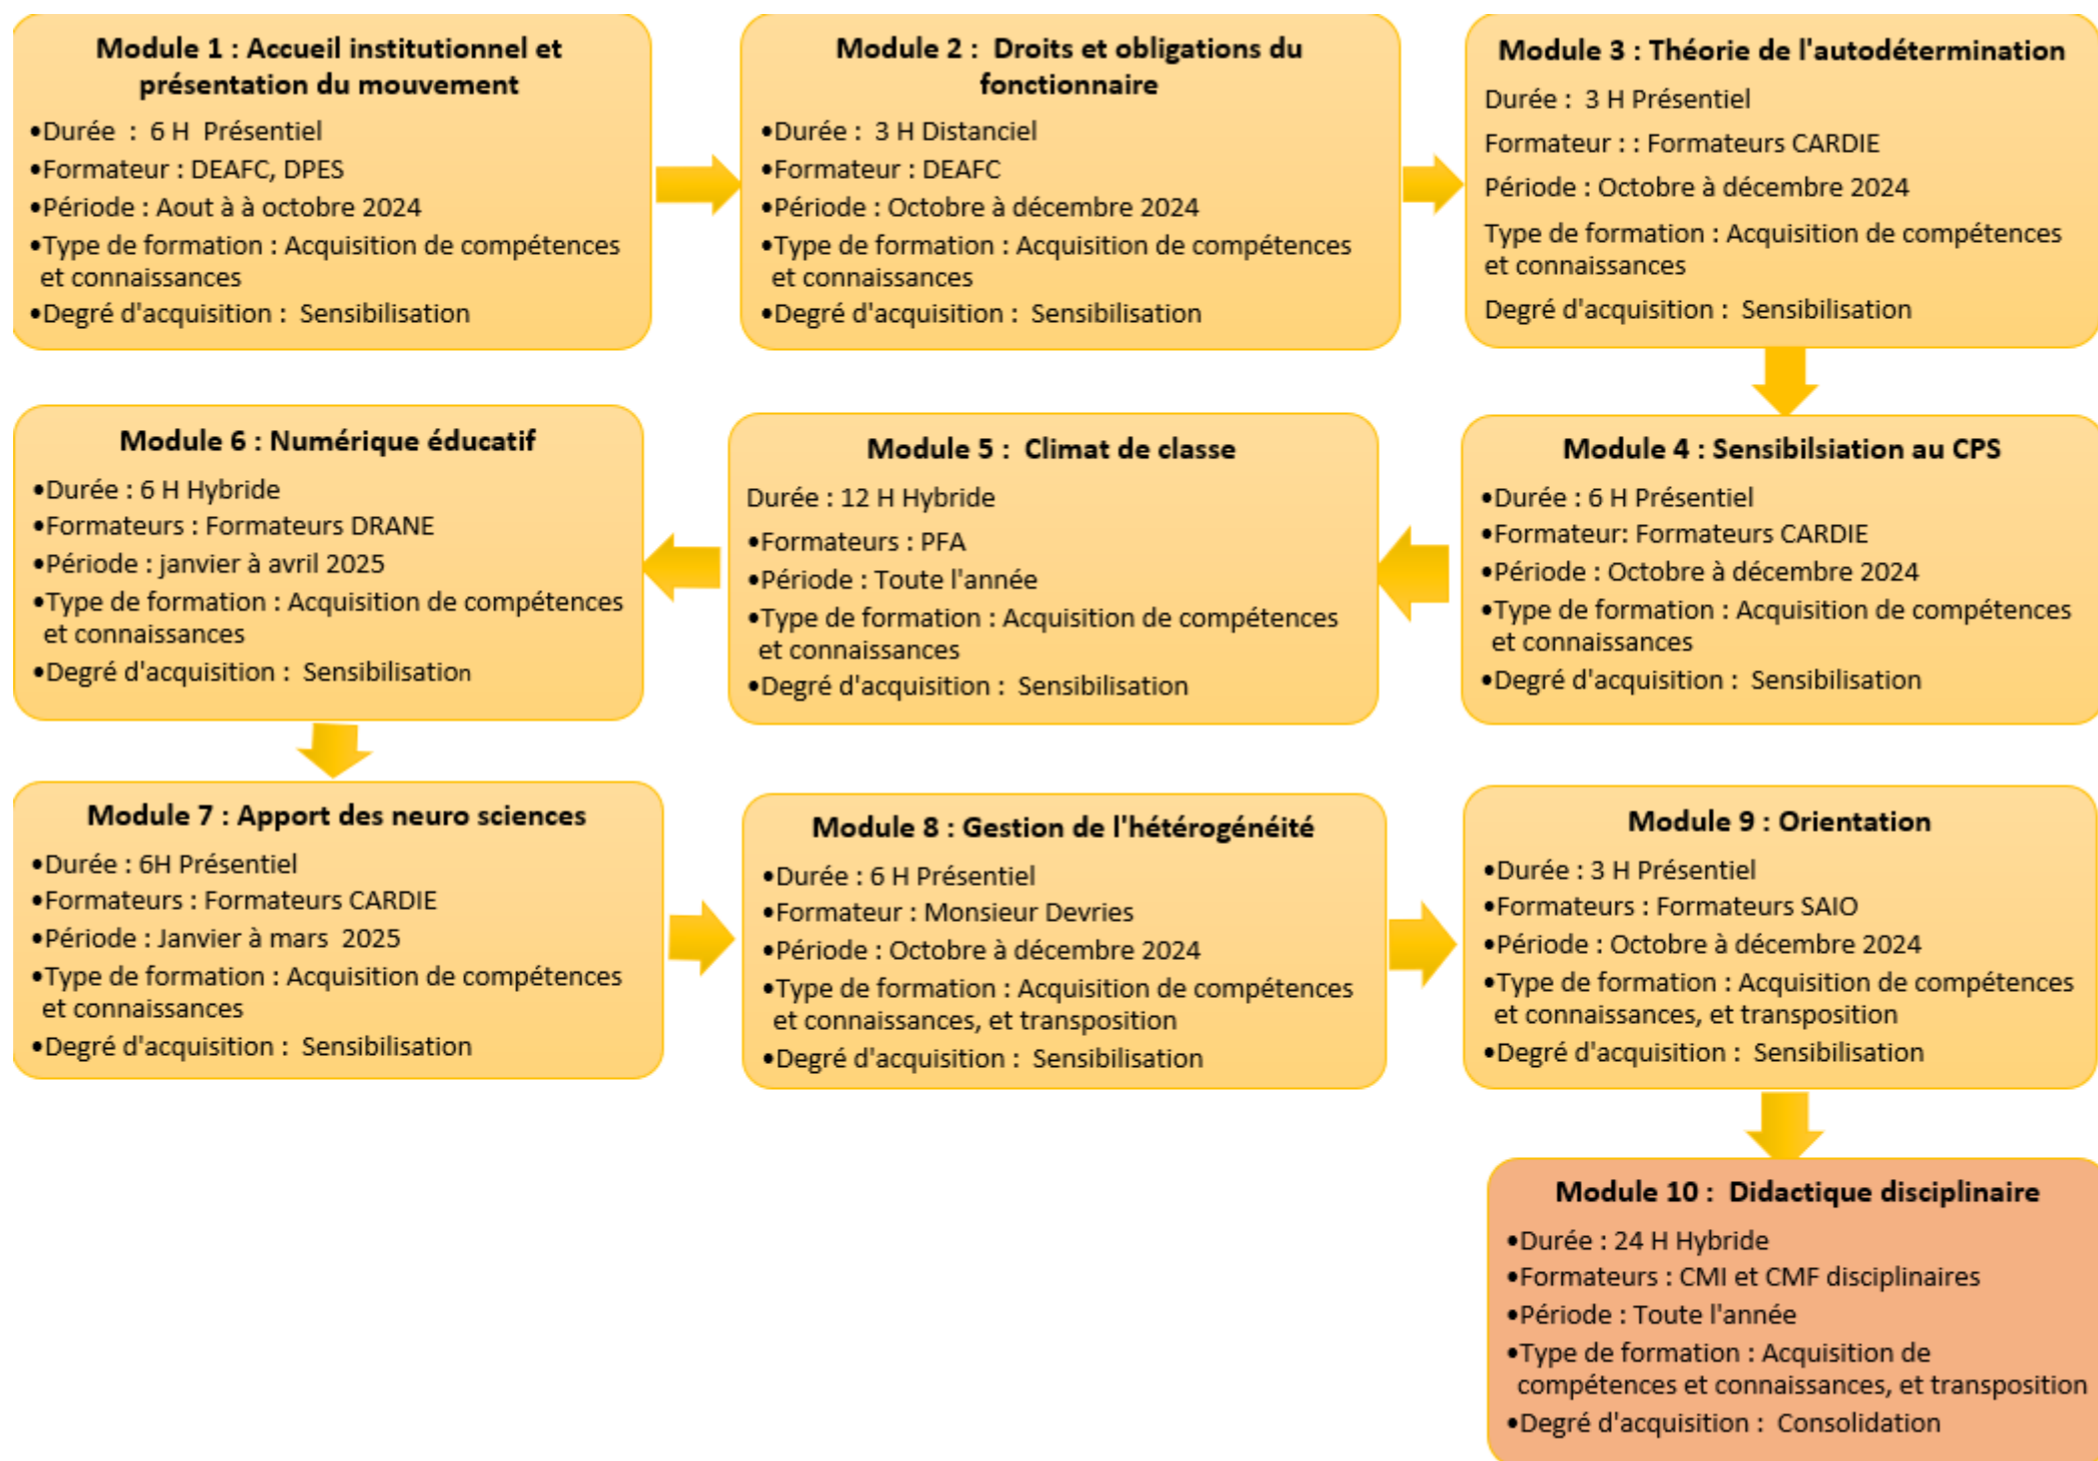 Module 1 : Accueil institutionnel et
présentation du mouvement
•Durée : 6 H Présentiel
•Formateur : DEAFC, DPES
•Période : Aout à à octobre 2024
•Type de formation : Acquisition de compétences
et connaissances
•Degré d'acquisition : Sensibilisation
Module 2 : Droits et obligations du
fonctionnaire
•Durée : 3 H Distanciel
•Formateur : DEAFC
•Période : Octobre à décembre 2024
•Type de formation : Acquisition de compétences
et connaissances
•Degré d'acquisition : Sensibilisation
Module 3 : Théorie de l'autodétermination
Durée : 3 H Présentiel
Formateur : : Formateurs CARDIE
Période : Octobre à décembre 2024
Type de formation : Acquisition de compétences
et connaissances
Degré d'acquisition : Sensibilisation
Module 4 : Sensibilsiation au CPS
•Durée : 6 H Présentiel
•Formateur: Formateurs CARDIE
•Période : Octobre à décembre 2024
•Type de formation : Acquisition de compétences
et connaissances
•Degré d'acquisition : Sensibilisation
Module 5 : Climat de classe
Durée : 12 H Hybride
•Formateurs : PFA
•Période : Toute l'année
•Type de formation : Acquisition de compétences
et connaissances
•Degré d'acquisition : Sensibilisation
Module 6 : Numérique éducatif
•Durée : 6 H Hybride
•Formateurs : Formateurs DRANE
•Période : janvier à avril 2025
•Type de formation : Acquisition de compétences
et connaissances
•Degré d'acquisition : Sensibilisation
Module 7 : Apport des neuro sciences
•Durée : 6H Présentiel
•Formateurs : Formateurs CARDIE
•Période : Janvier à mars 2025
•Type de formation : Acquisition de compétences
et connaissances
•Degré d'acquisition : Sensibilisation
Module 8 : Gestion de l'hétérogénéité
•Durée : 6 H Présentiel
•Formateur : Monsieur Devries
•Période : Octobre à décembre 2024
•Type de formation : Acquisition de compétences
et connaissances, et transposition
•Degré d'acquisition : Sensibilisation
Module 9 : Orientation
•Durée : 3 H Présentiel
•Formateurs : Formateurs SAIO
•Période : Octobre à décembre 2024
•Type de formation : Acquisition de compétences
et connaissances, et transposition
•Degré d'acquisition : Sensibilisation
Module 10 : Didactique disciplinaire
•Durée : 24 H Hybride
•Formateurs : CMI et CMF disciplinaires
•Période : Toute l'année
•Type de formation : Acquisition de
compétences et connaissances, et transposition
•Degré d'acquisition : Consolidation